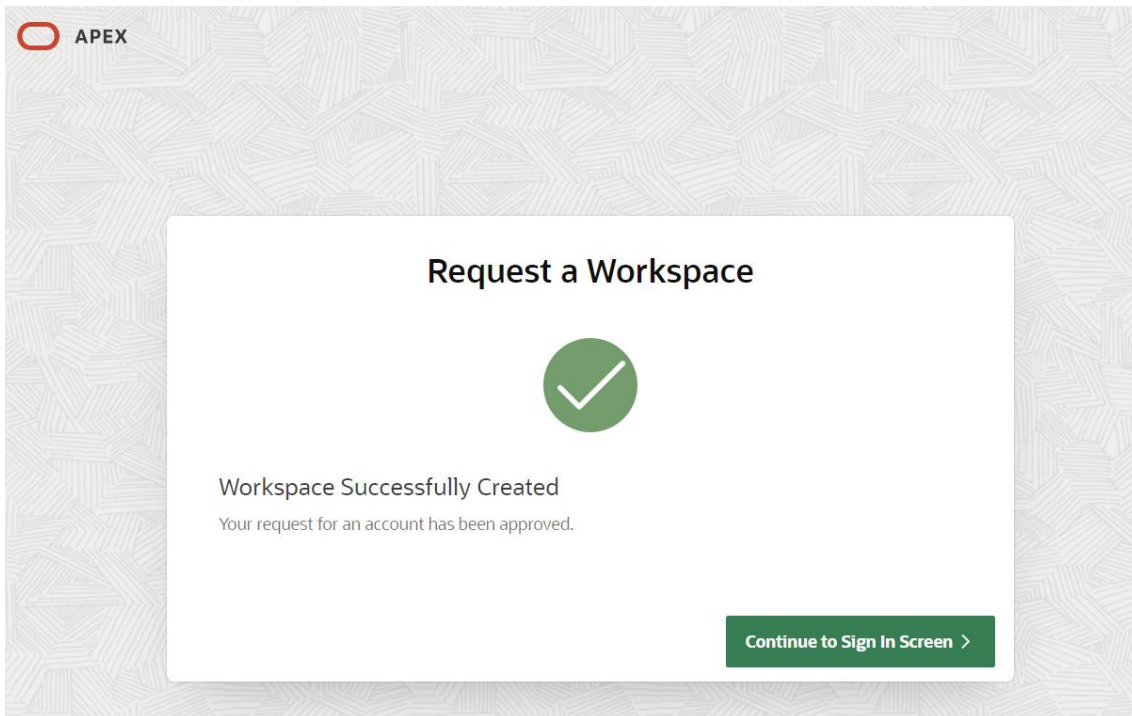 APEX
Request a Workspace
Workspace Successfully Created
Your request for an account has been approved.
Continue to Sign In Screen